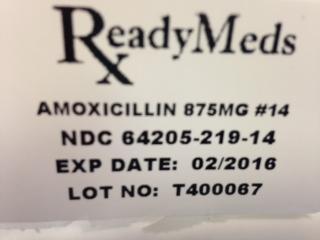 ReadyMeds
AMOXICILLIN 875MG #14
NDC 64205-219-14
EXP DATE: 02/2016
LOT NO: T400067